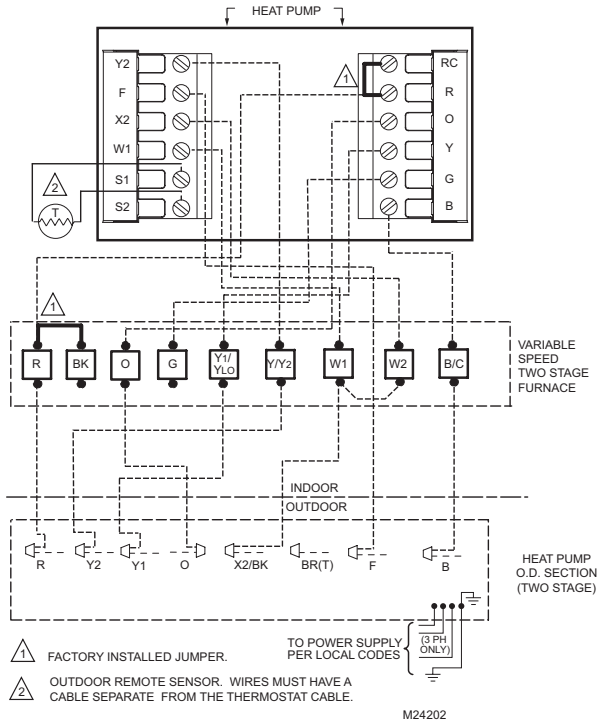 HEAT PUMP
Y2
F
X2
W1
S1
S2
RC
R
O
Y
G
B
1
2
T
1
R
BK
O
G
Y1/
YLO
Y/Y2
W1
W2
B/C
VARIABLE
SPEED
TWO STAGE
FURNACE
INDOOR
OUTDOOR
R
Y2
Y1
O
X2/BK
BR(T)
F
B
HEAT PUMP
O.D. SECTION
(TWO STAGE)
TO POWER SUPPLY
PER LOCAL CODES
(3 PH
ONLY)
1 FACTORY INSTALLED JUMPER.
2 OUTDOOR REMOTE SENSOR. WIRES MUST HAVE A
CABLE SEPARATE FROM THE THERMOSTAT CABLE.
M24202